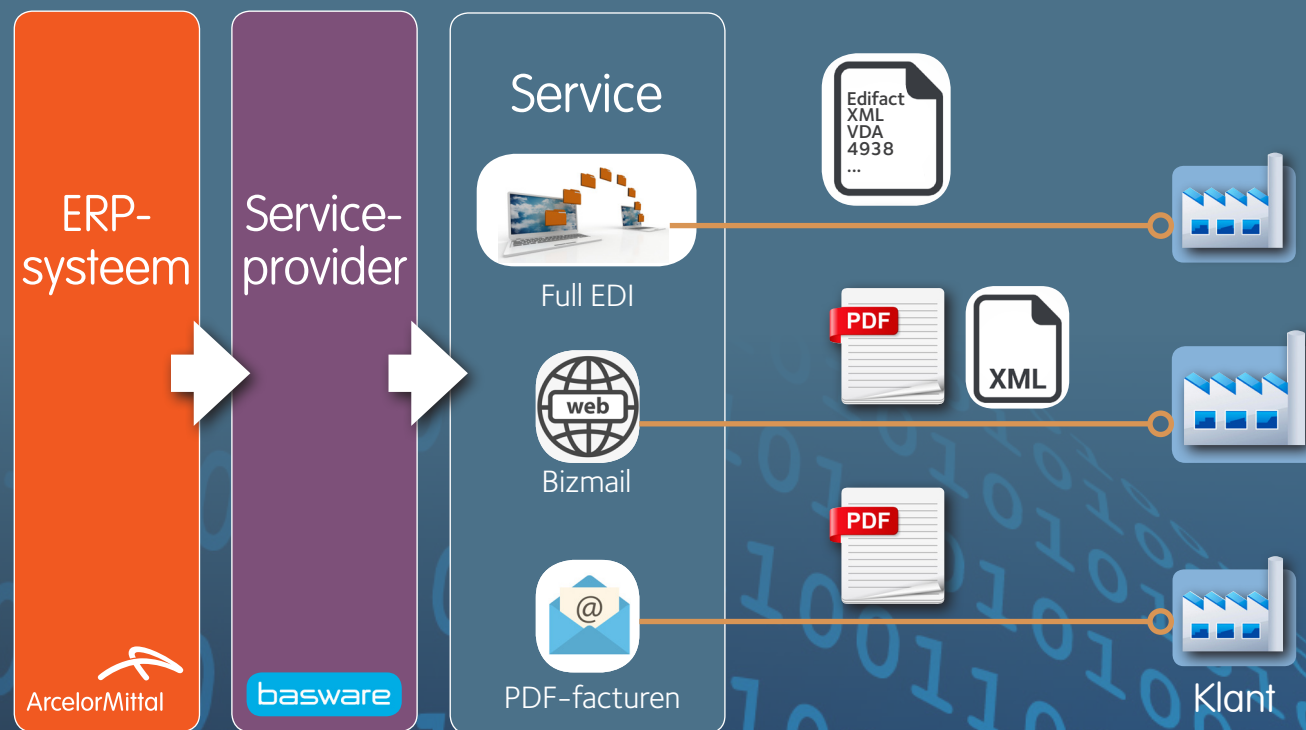 ERP-
systeem
ArcelorMittal
Service-
provider
basware
Service
Full EDI
web
Bizmail
@
PDF-facturen
Edifact
XML
VDA
4938
...
PDF
XML
PDF
Klant